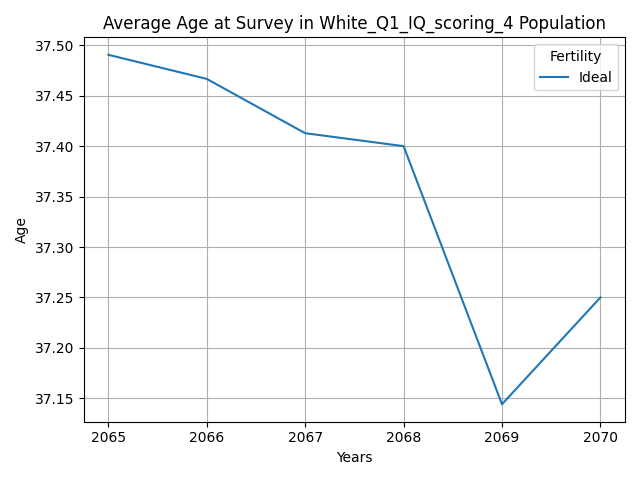 Average Age at Survey in White_Q1_IQ_scoring_4 Population
Fertility
Ideal
37.50
37.45
37.40
37.35
37.30
37.25
37.20
37.15
Age
2065 2066 2067 2068 2069 2070
Years